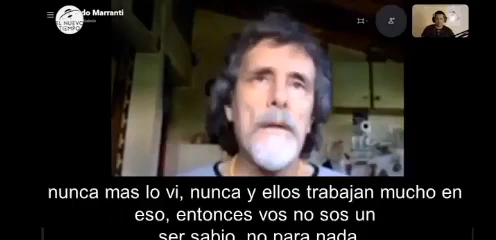 do Marranti
EL NUEVO
TIEMPO
nunca mas lo vi, nunca y ellos trabajan mucho en
eso, entonces vos no sos un
ser sabio, no para nada